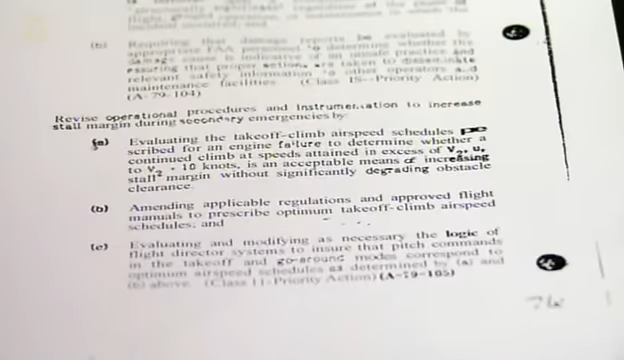 incident occurred; and
(b) Requiring that damage reports be evaluated by
appropriate FAA personnel to determine whether the
damage cause is indicative of an unsafe practice and
assuring that proper actions are taken to disseminate
relevant safety information to other operators and
maintenance facilities. (Class II--Priority Action)
(A-79-104)
Revise operational procedures and instrumentation to increase
stall margin during secondary emergencies by:
(a) Evaluating the takeoff-climb airspeed schedules
scribed for an engine failure to determine whether a
continued climb at speeds attained in excess of V2, up
to V2 + 10 knots, is an acceptable means of increasing
stall margin without significantly degrading obstacle
clearance.
(b) Amending applicable regulations and approved flight
manuals to prescribe optimum takeoff-climb airspeed
schedules; and
(c) Evaluating and modifying as necessary the logic of
flight director systems to insure that pitch commands
in the takeoff and go-around modes correspond to
optimum airspeed schedules as determined by (a) and
(b) above. (Class II-Priority Action) (A-79-105)